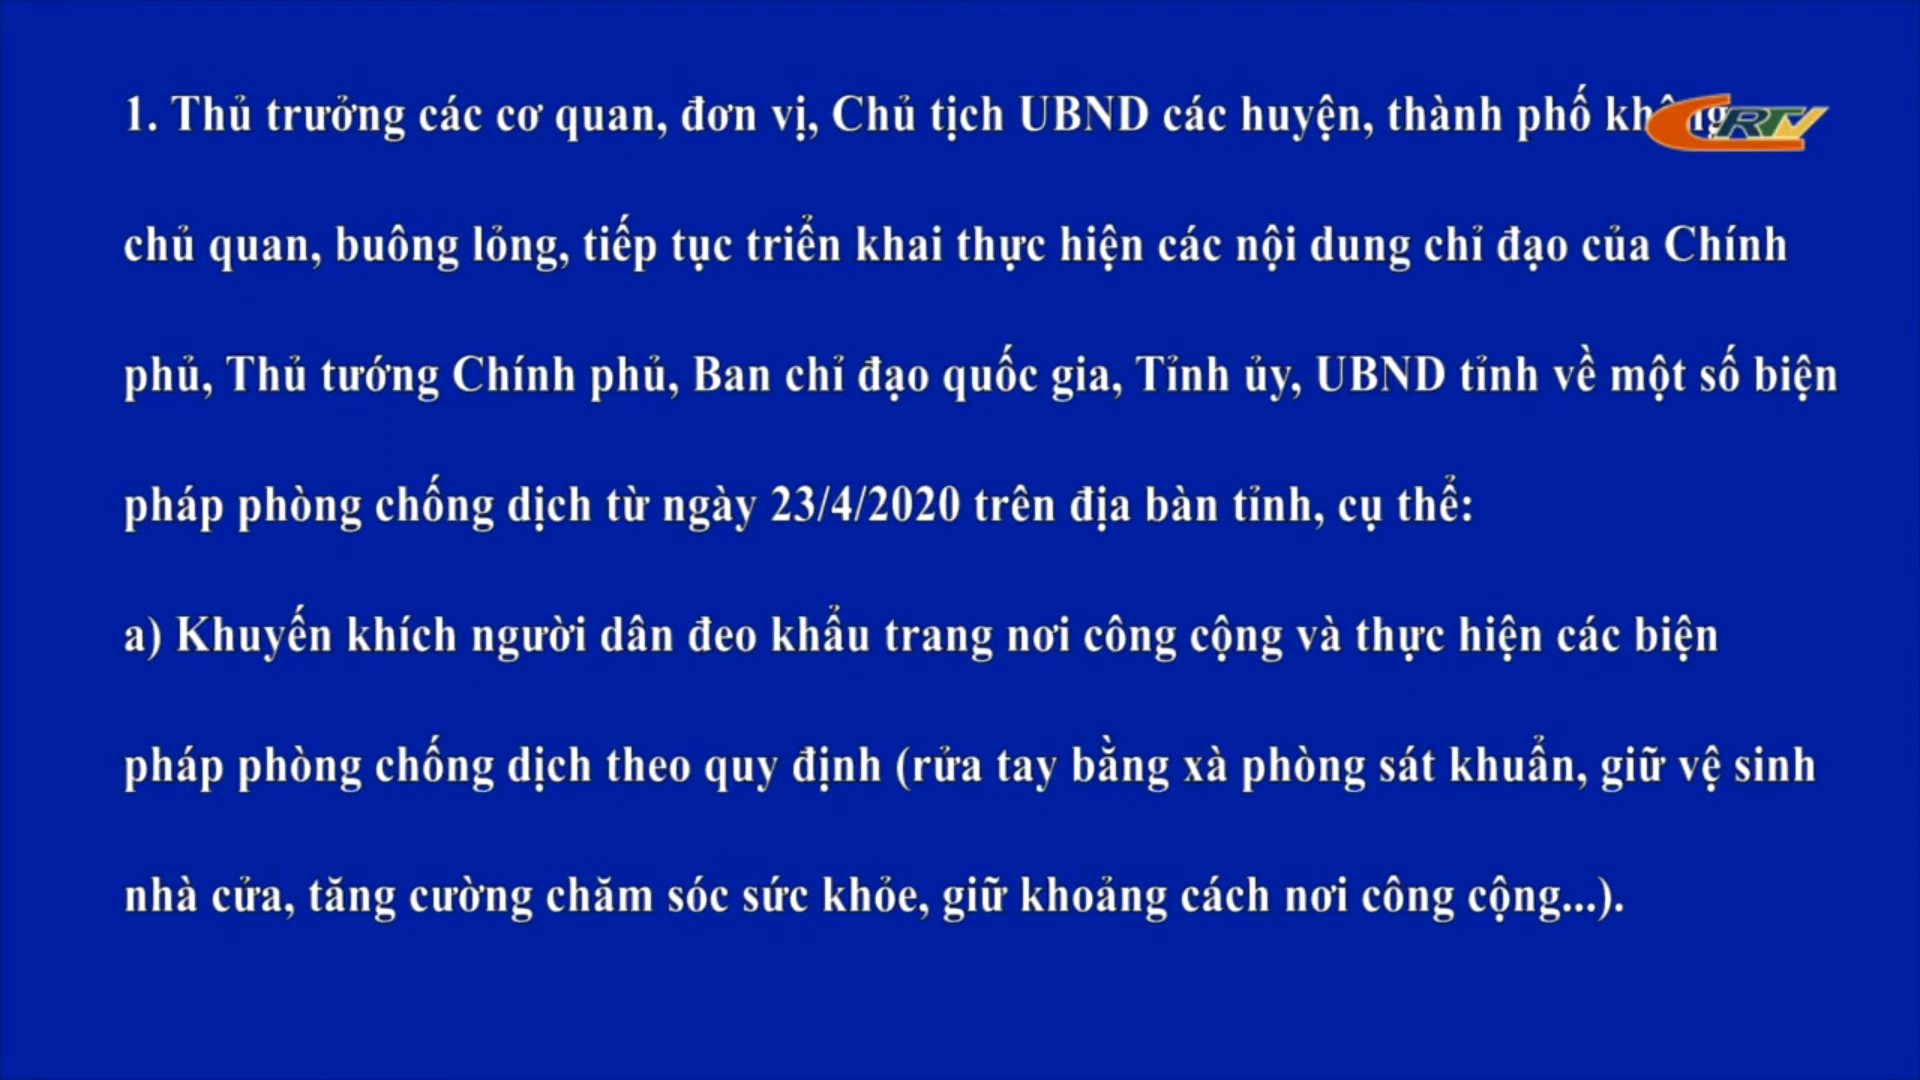 1. Thủ trưởng các cơ quan, đơn vị, Chủ tịch UBND các huyện, thành phố không
chủ quan, buông lỏng, tiếp tục triển khai thực hiện các nội dung chỉ đạo của Chính
phủ, Thủ tướng Chính phủ, Ban chỉ đạo quốc gia, Tỉnh ủy, UBND tỉnh về một số biện
pháp phòng chống dịch từ ngày 23/4/2020 trên địa bàn tỉnh, cụ thể:
a) Khuyến khích người dân đeo khẩu trang nơi công cộng và thực hiện các biện
pháp phòng chống dịch theo quy định (rửa tay bằng xà phòng sát khuẩn, giữ vệ sinh
nhà cửa, tăng cường chăm sóc sức khỏe, giữ khoảng cách nơi công cộng...).
CRTV